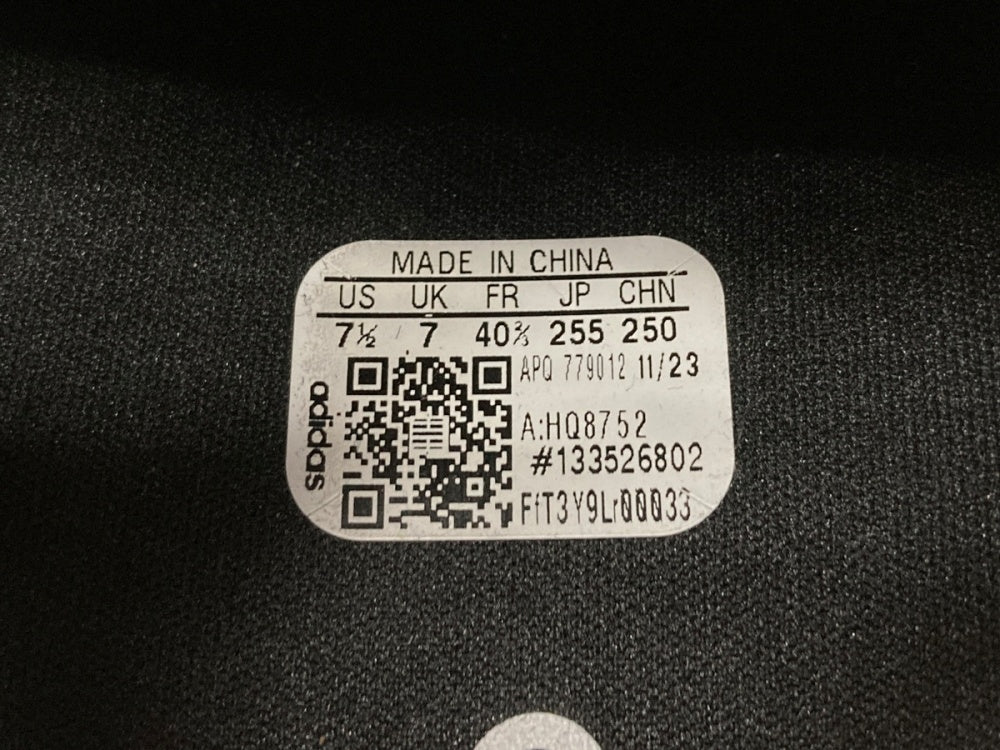 MADE IN CHINA
US UK FR JP CHN
7½ 7 40⅔ 255 250
APQ 779012 11/23
A:HQ8752
#133526802
FfT3Y9Lr00033
adidas